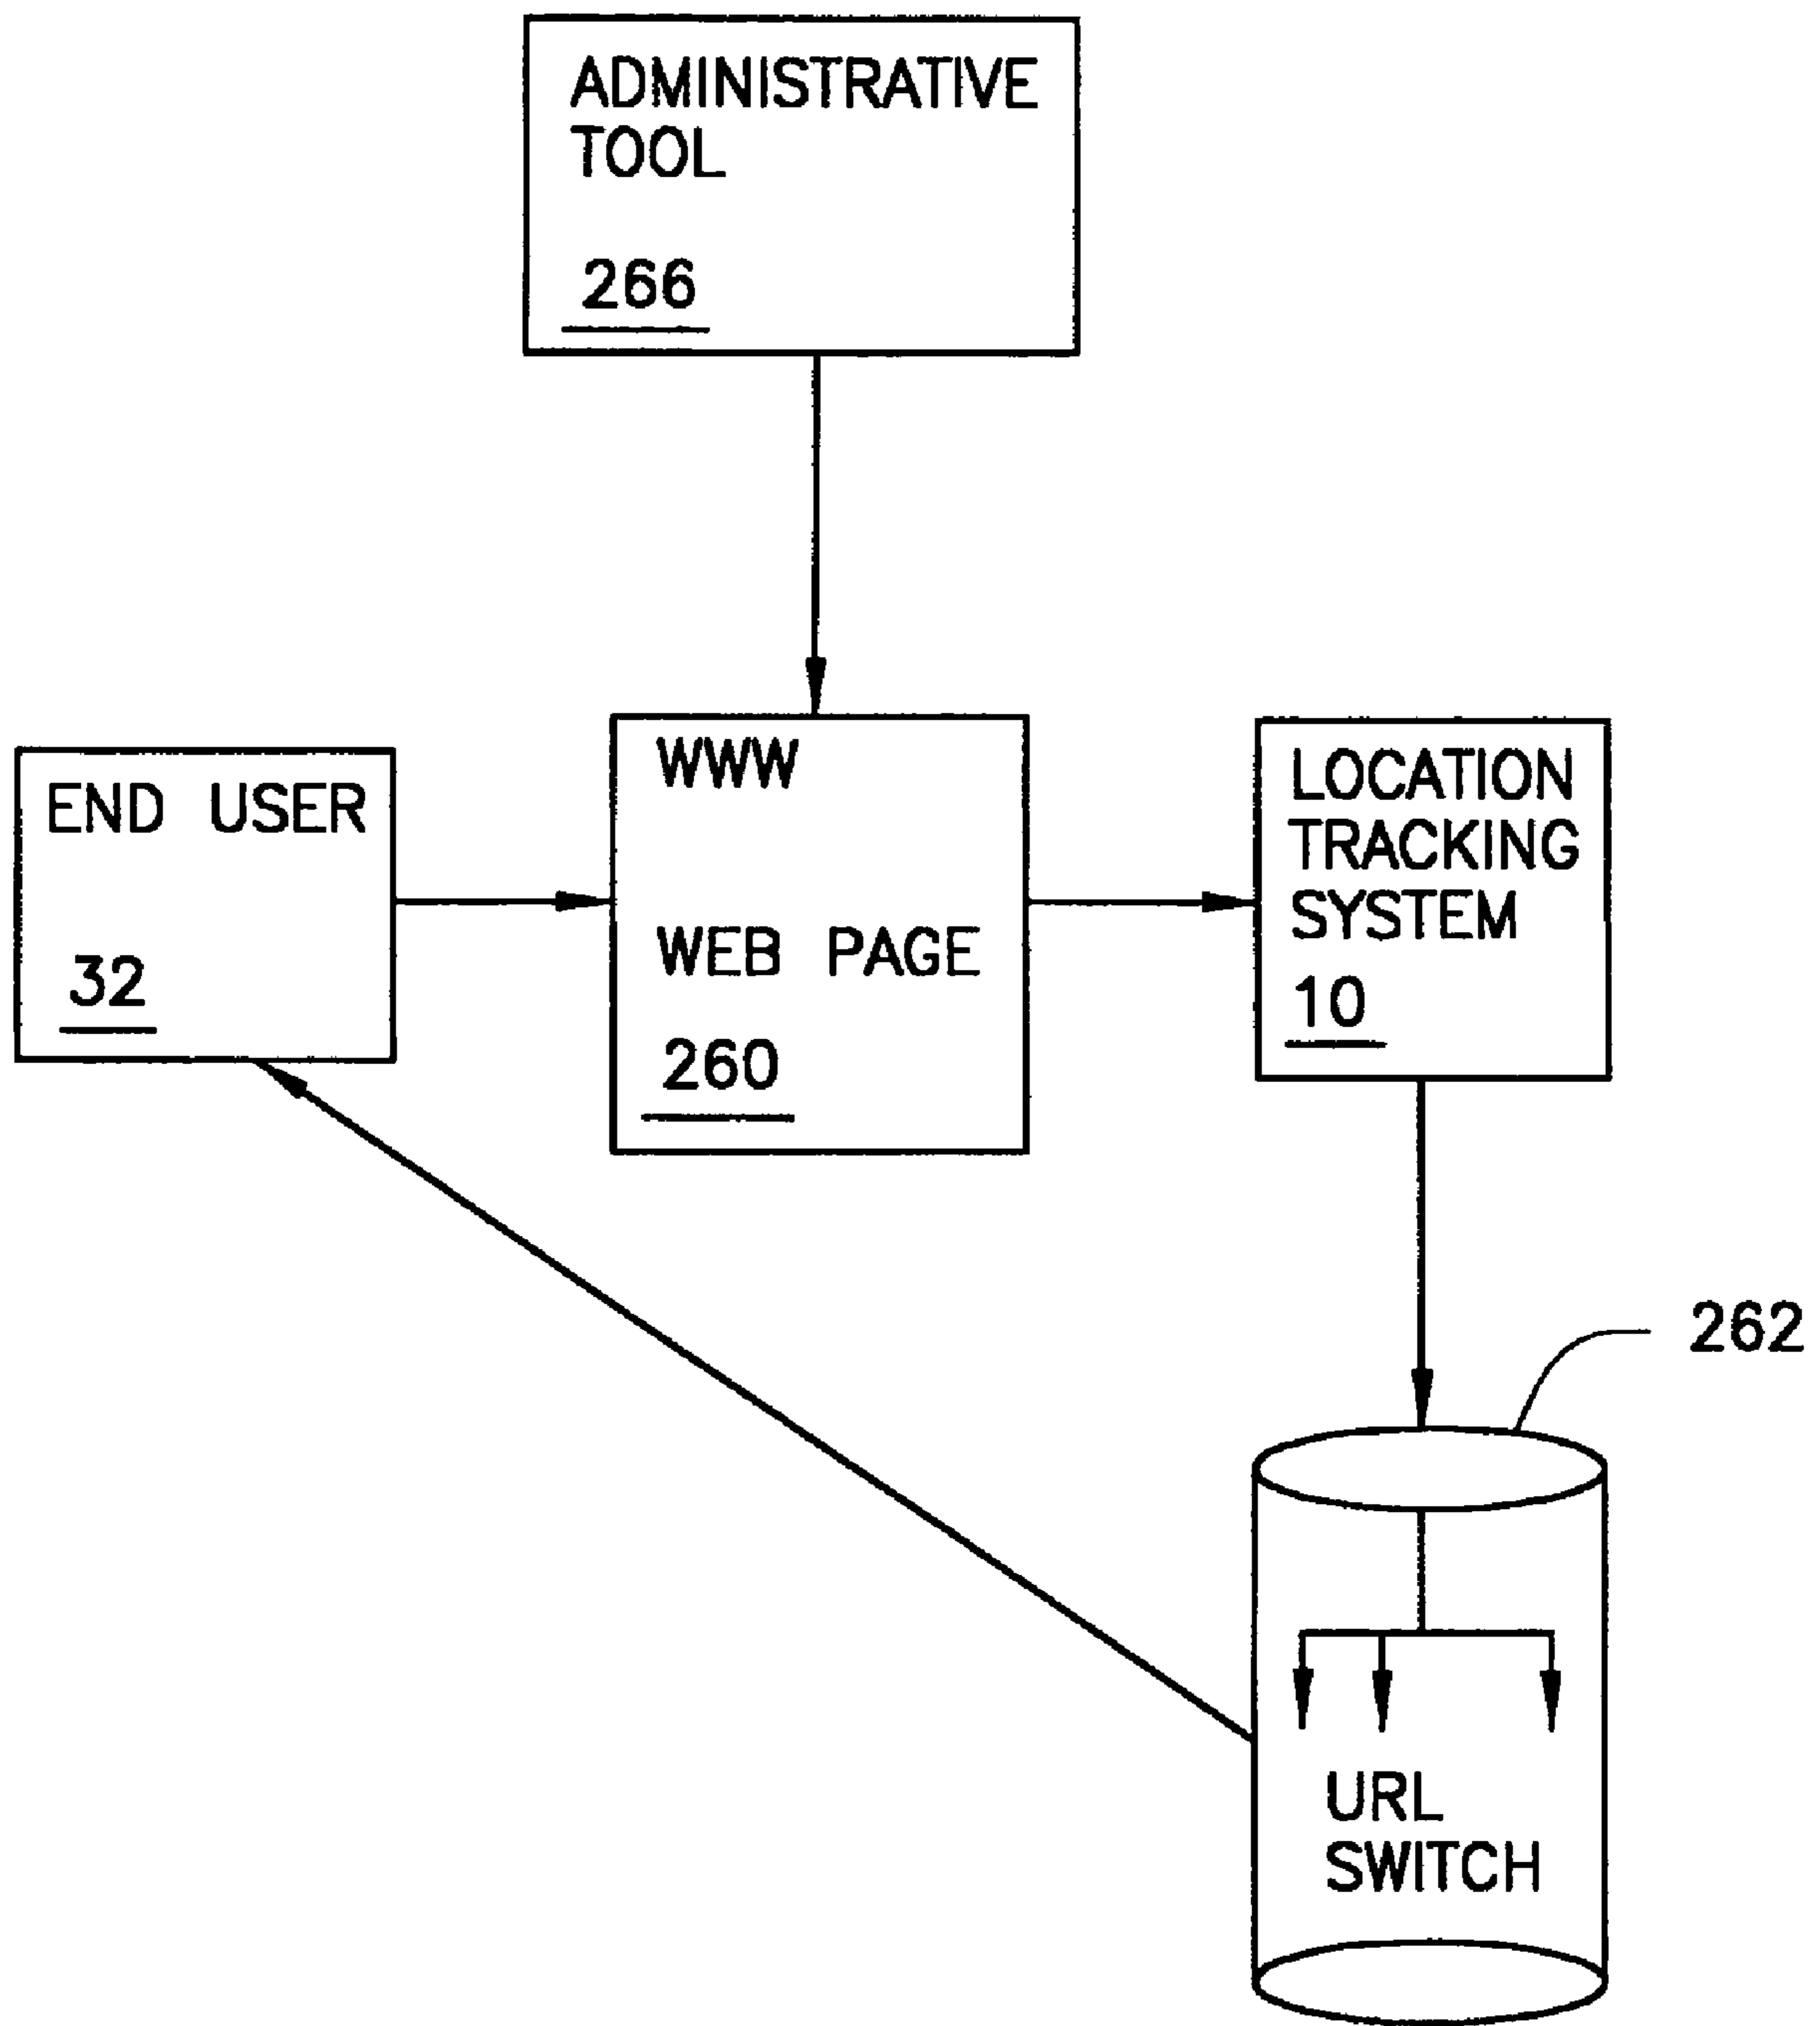 ADMINISTRATIVE
TOOL
266
END USER
32
WWW
WEB PAGE
260
LOCATION
TRACKING
SYSTEM
10
262
URL
SWITCH